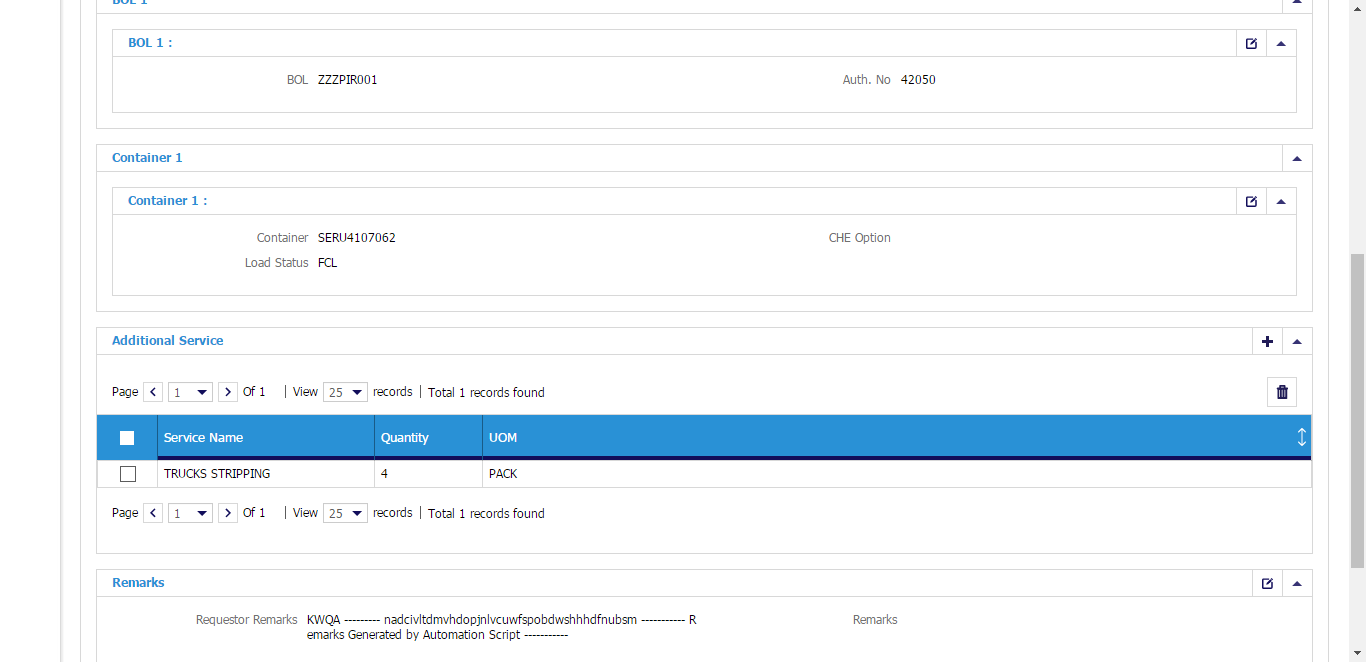 BOL 1
BOL 1 :
BOL ZZZPIR001 Auth. No 42050
Container 1
Container 1 :
Container SERU4107062 CHE Option
Load Status FCL
Additional Service
Page 1 Of 1 | View 25 records | Total 1 records found
Service Name Quantity UOM
TRUCKS STRIPPING 4 PACK
Page 1 Of 1 | View 25 records | Total 1 records found
Remarks
Requestor Remarks KWQA --------- nadcivltdmvhdopjnlvcuwfspobdwshhhdfnubsm ----------- R Remarks
emarks Generated by Automation Script -----------